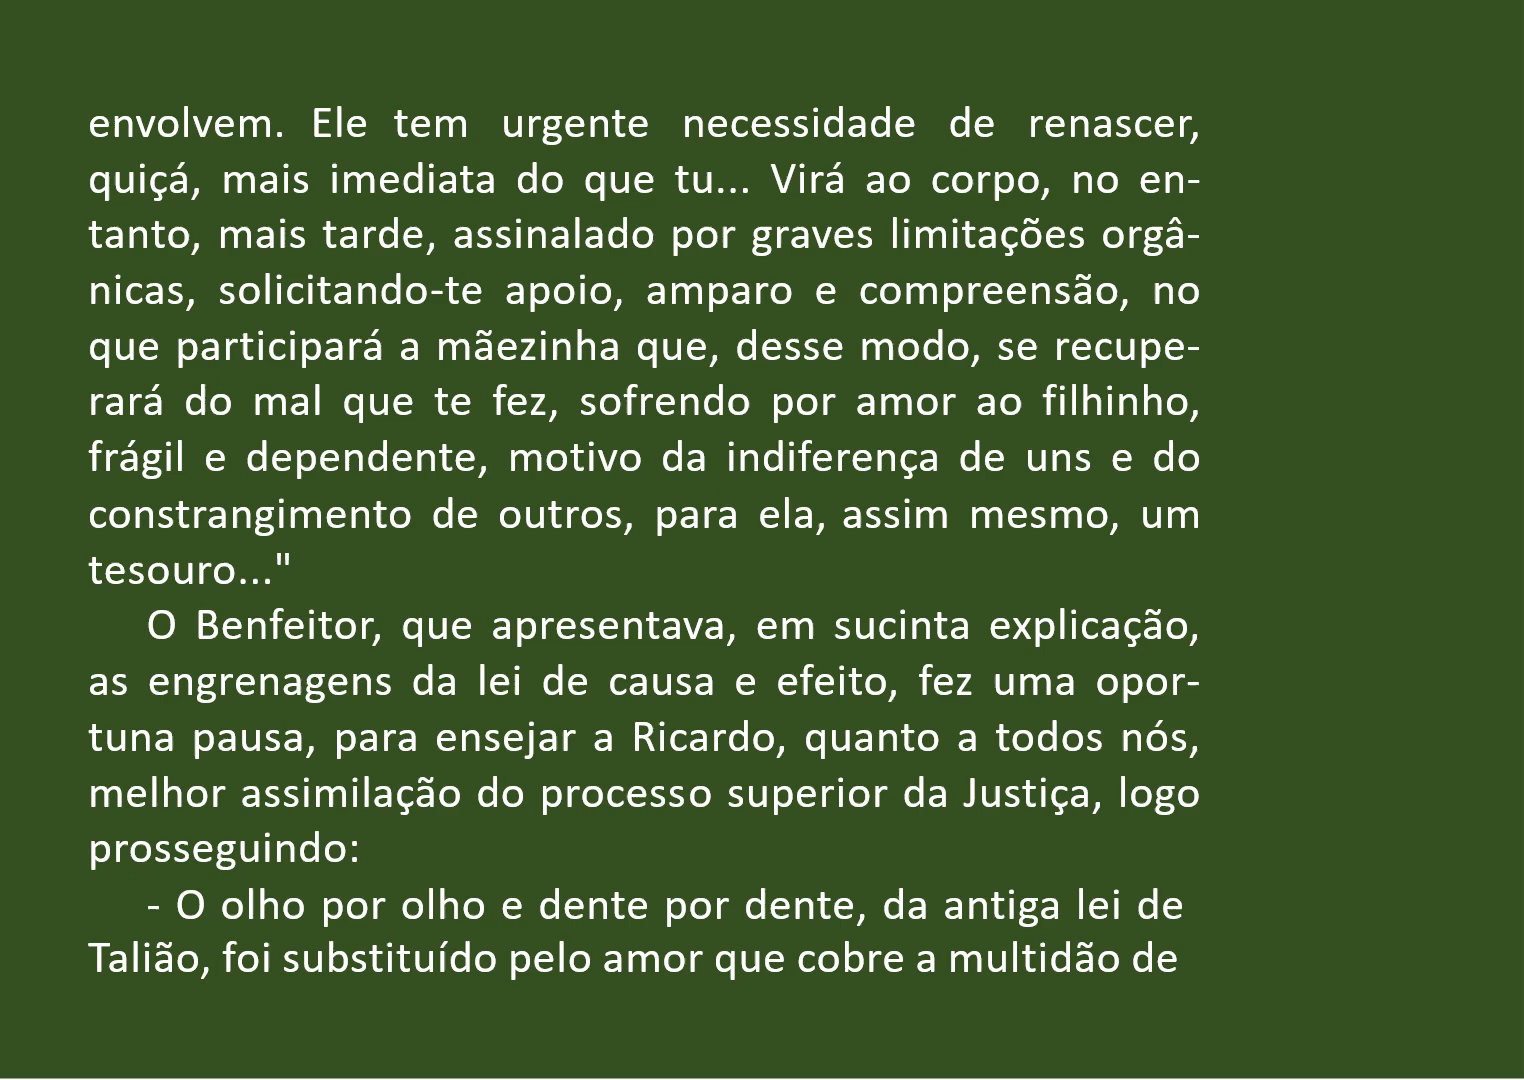 envolvem. Ele tem urgente necessidade de renascer,
quiçá, mais imediata do que tu... Virá ao corpo, no en-
tanto, mais tarde, assinalado por graves limitações orgâ-
nicas, solicitando-te apoio, amparo e compreensão, no
que participará a mãezinha que, desse modo, se recupe-
rará do mal que te fez, sofrendo por amor ao filhinho,
frágil e dependente, motivo da indiferença de uns e do
constrangimento de outros, para ela, assim mesmo, um
tesouro..."
O Benfeitor, que apresentava, em sucinta explicação,
as engrenagens da lei de causa e efeito, fez uma opor-
tuna pausa, para ensejar a Ricardo, quanto a todos nós,
melhor assimilação do processo superior da Justiça, logo
prosseguindo:
- O olho por olho e dente por dente, da antiga lei de
Talião, foi substituído pelo amor que cobre a multidão de